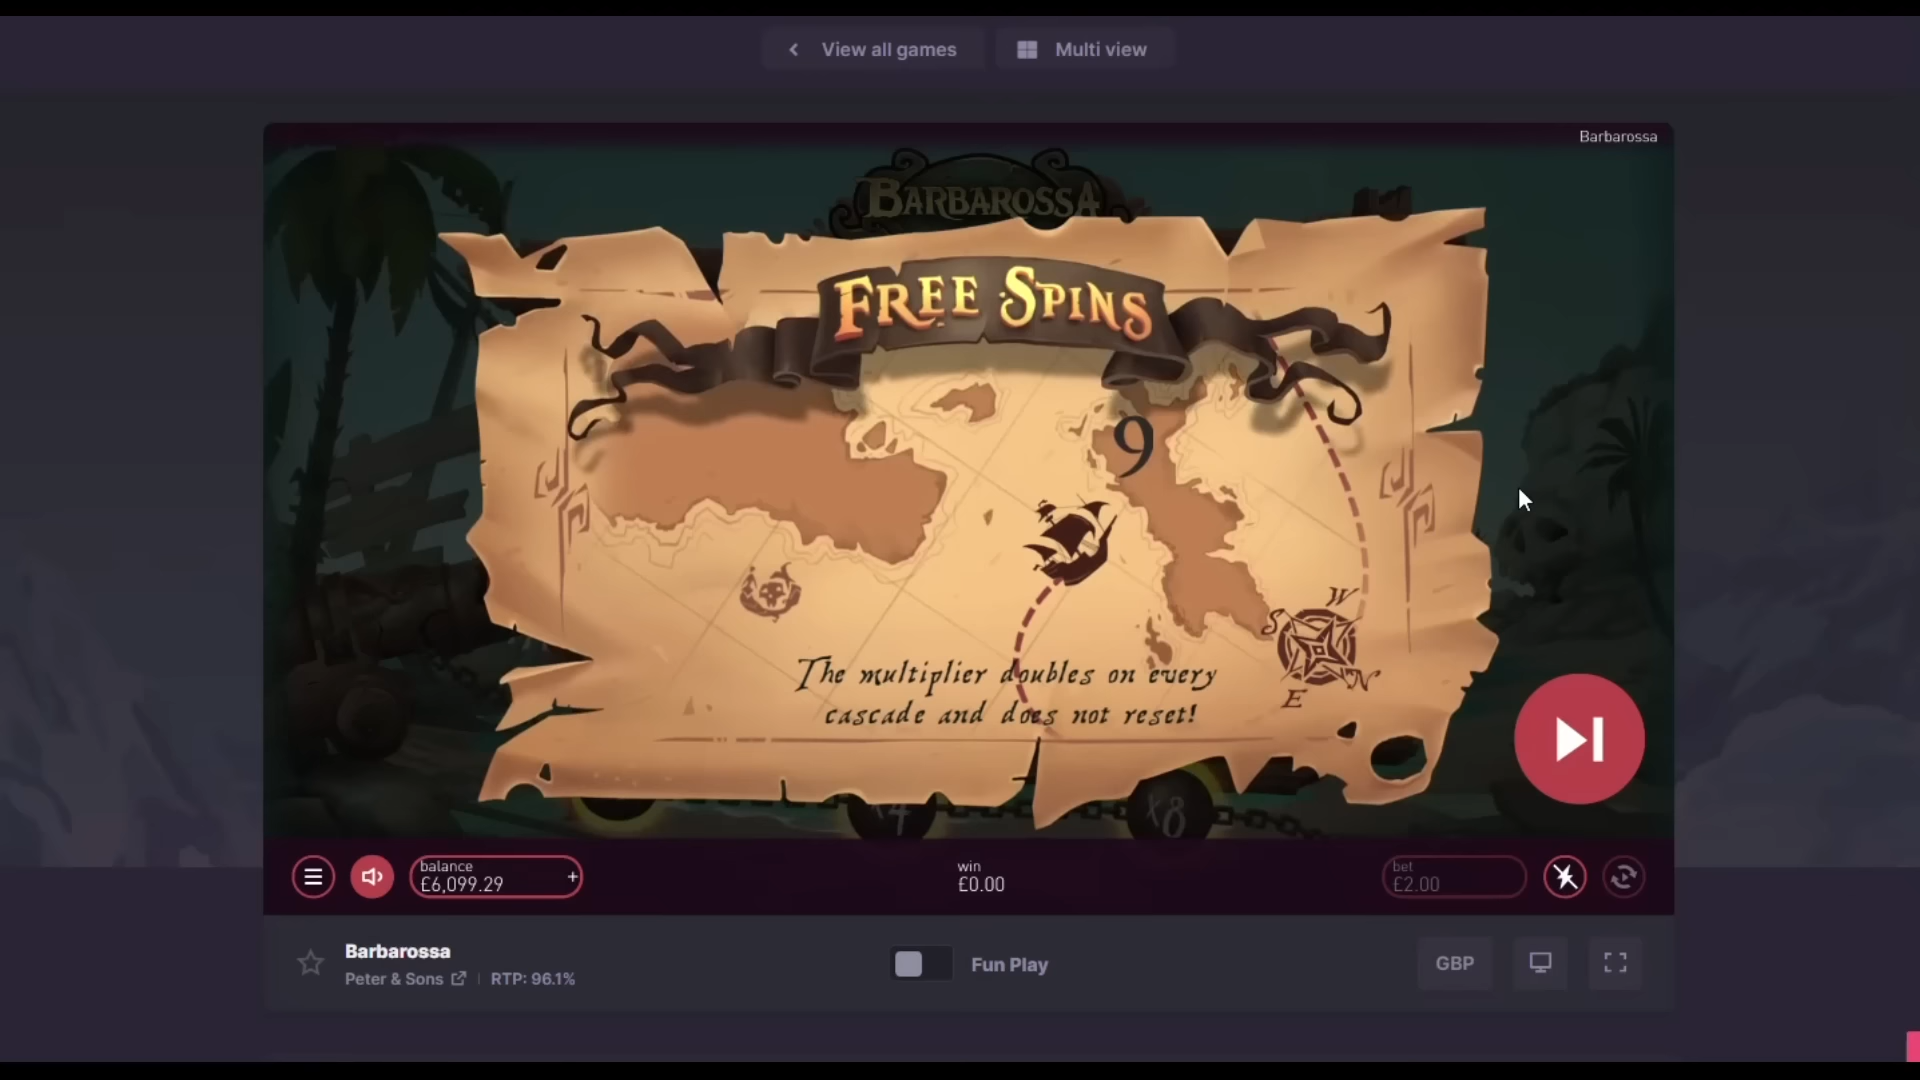 View all games
Multi view
Barbarossa
BARBAROSSA
FREE SPINS
9
W
S
N
E
The multiplier doubles on every
cascade and does not reset!
x4
x8
balance
£6,099.29
+
win
£0.00
bet
£2.00
Barbarossa
Peter & Sons
RTP: 96.1%
Fun Play
GBP